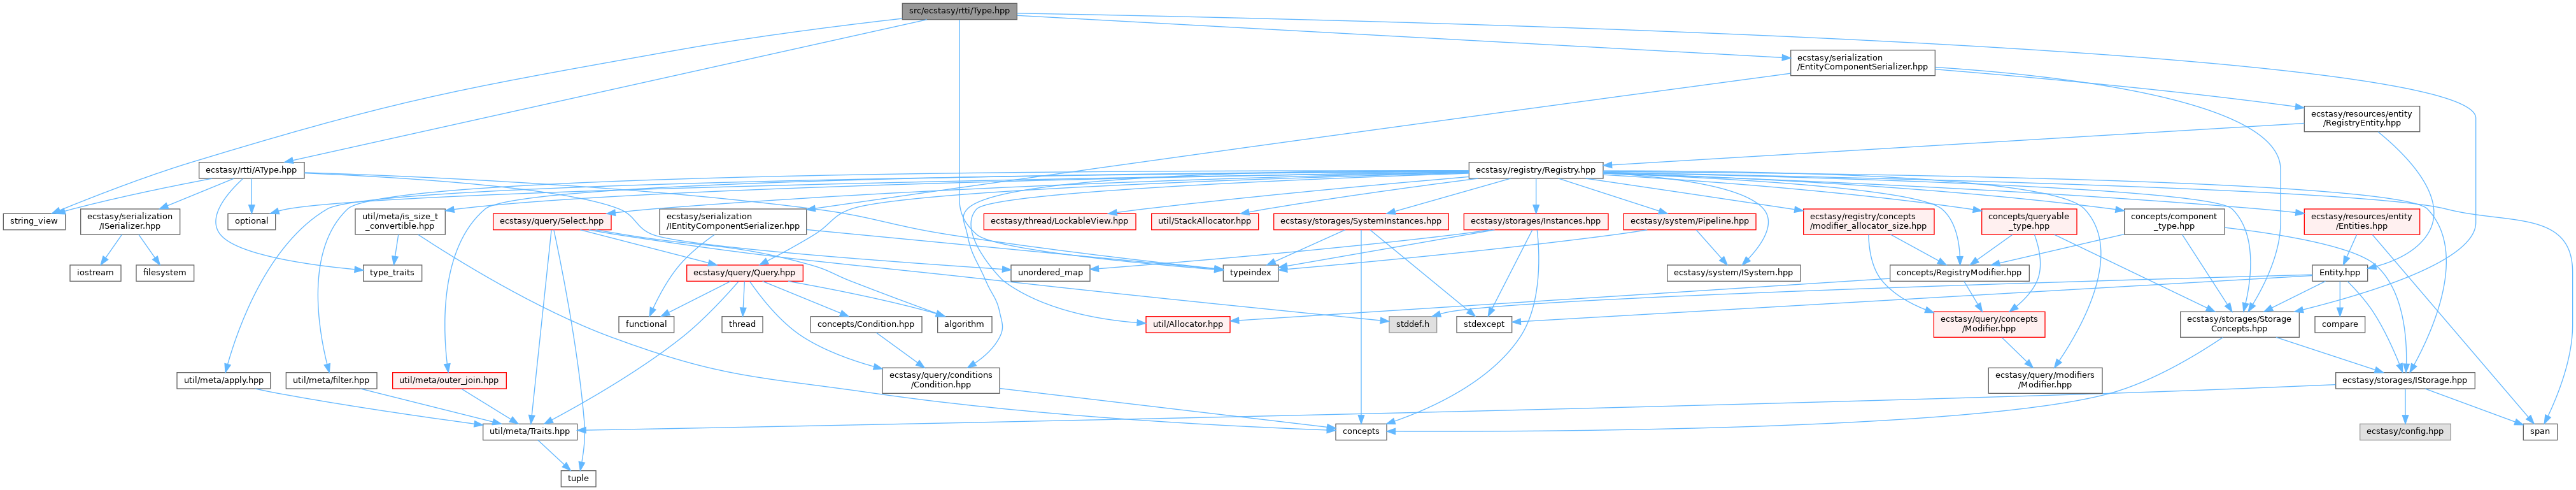 src/ecstasy/rtti/Type.hpp
ecstasy/serialization
/EntityComponentSerializer.hpp
ecstasy/resources/entity
/RegistryEntity.hpp
ecstasy/rtti/AType.hpp
ecstasy/registry/Registry.hpp
string_view
ecstasy/serialization
/ISerializer.hpp
optional
util/meta/is_size_t
_convertible.hpp
ecstasy/query/Select.hpp
ecstasy/serialization
/IEntityComponentSerializer.hpp
ecstasy/thread/LockableView.hpp
util/StackAllocator.hpp
ecstasy/storages/SystemInstances.hpp
ecstasy/storages/Instances.hpp
ecstasy/system/Pipeline.hpp
ecstasy/registry/concepts
/modifier_allocator_size.hpp
concepts/queryable
_type.hpp
concepts/component
_type.hpp
ecstasy/resources/entity
/Entities.hpp
iostream
filesystem
type_traits
ecstasy/query/Query.hpp
unordered_map
typeindex
ecstasy/system/ISystem.hpp
concepts/RegistryModifier.hpp
Entity.hpp
functional
thread
concepts/Condition.hpp
algorithm
util/Allocator.hpp
stddef.h
stdexcept
ecstasy/query/concepts
/Modifier.hpp
ecstasy/storages/Storage
Concepts.hpp
compare
util/meta/apply.hpp
util/meta/filter.hpp
util/meta/outer_join.hpp
ecstasy/query/conditions
/Condition.hpp
ecstasy/query/modifiers
/Modifier.hpp
ecstasy/storages/IStorage.hpp
util/meta/Traits.hpp
concepts
ecstasy/config.hpp
span
tuple